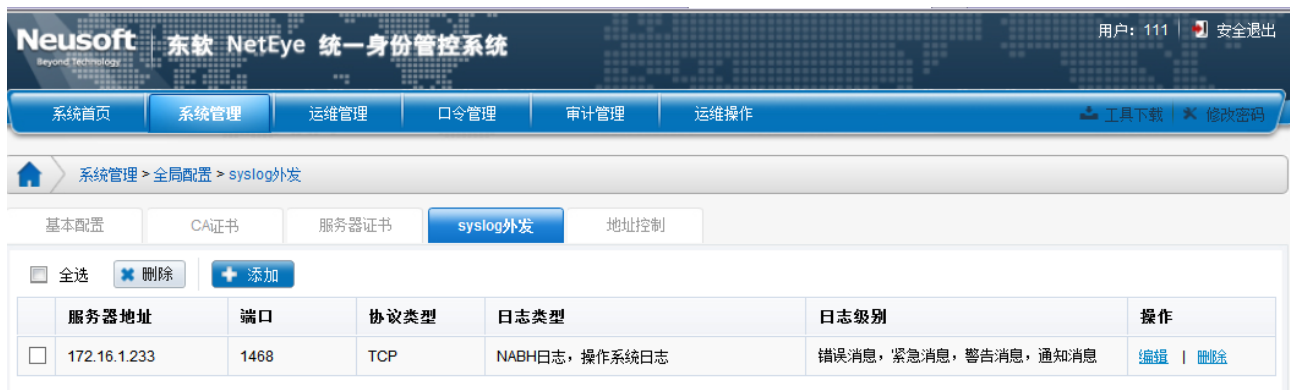 Neusoft 东软 NetEye 统一身份管控系统 用户: 111 安全退出
Beyond Technology
系统首页 系统管理 运维管理 口令管理 审计管理 运维操作 工具下载 修改密码
系统管理 > 全局配置 > syslog外发
基本配置 CA证书 服务器证书 syslog外发 地址控制
全选 删除 添加
服务器地址 端口 协议类型 日志类型 日志级别 操作
172.16.1.233 1468 TCP NABH日志，操作系统日志 错误消息，紧急消息，警告消息，通知消息 编辑 | 删除